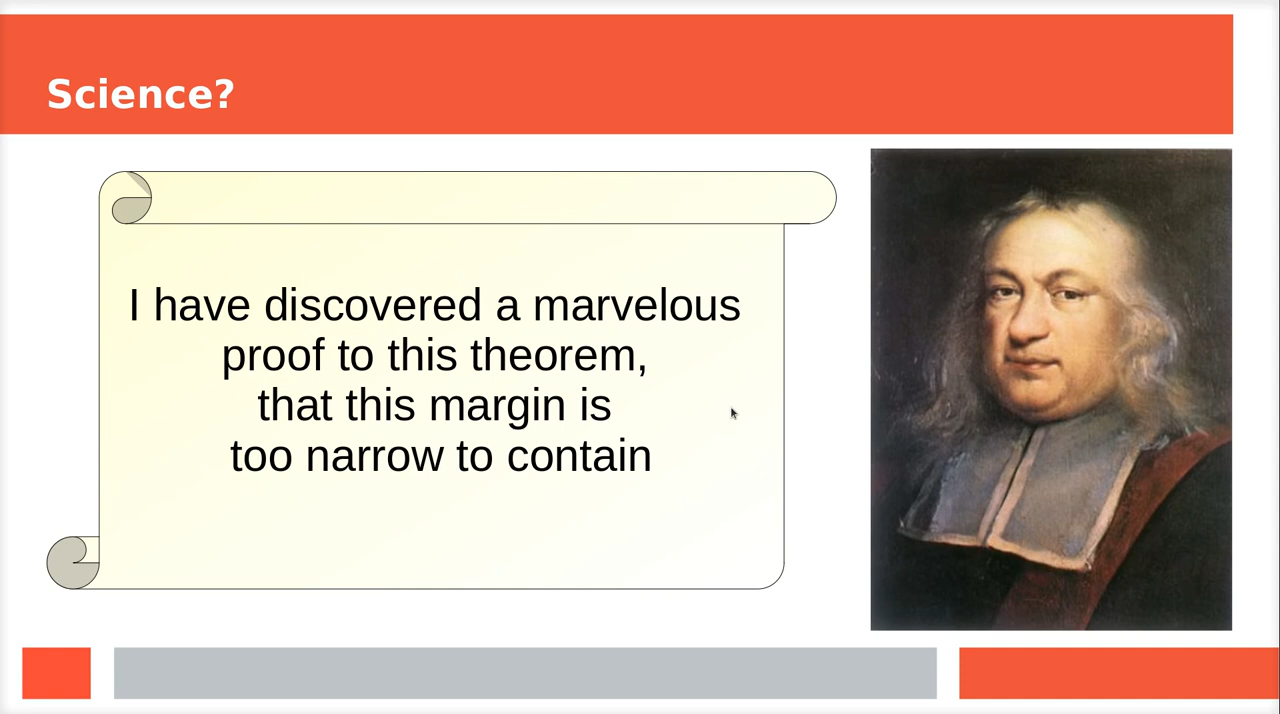 Science?
I have discovered a marvelous
proof to this theorem,
that this margin is
too narrow to contain